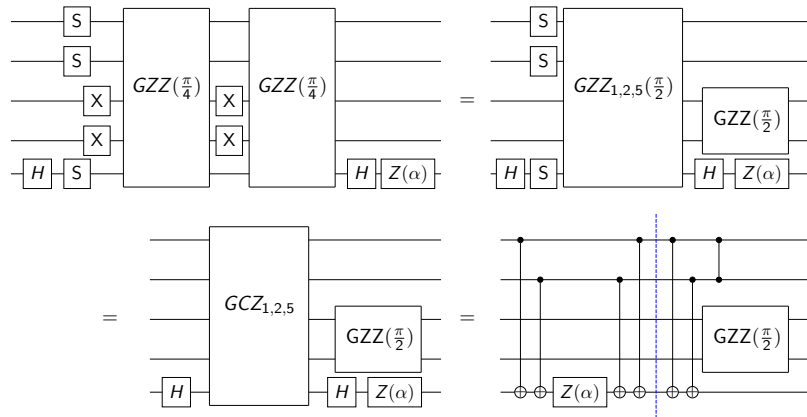 S
S
GZZ(π/4) GZZ(π/4)
X X
X X
H S H Z(α)
=
S
S
GZZ₁,₂,₅(π/2)
GZZ(π/2)
H S H Z(α)
=
GCZ₁,₂,₅
GZZ(π/2)
H H Z(α)
=
GZZ(π/2)
Z(α)